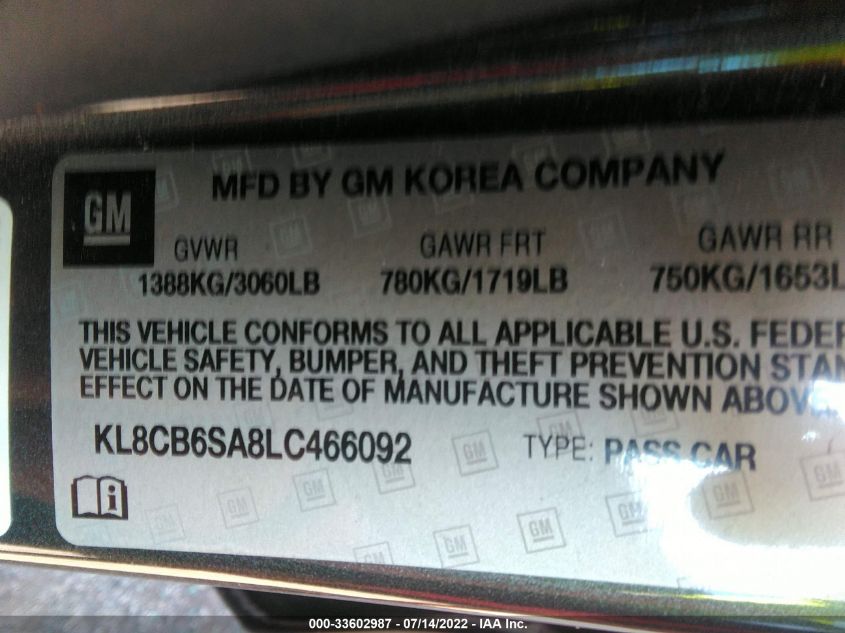 GM
MFD BY GM KOREA COMPANY
GVWR GAWR FRT GAWR RR
1388KG/3060LB 780KG/1719LB 750KG/1653L
THIS VEHICLE CONFORMS TO ALL APPLICABLE U.S. FEDER
VEHICLE SAFETY, BUMPER, AND THEFT PREVENTION STAN
EFFECT ON THE DATE OF MANUFACTURE SHOWN ABOV
KL8CB6SA8LC466092 TYPE: PASS CAR
000-33602987 / 07/14/2022 - IAA Inc.